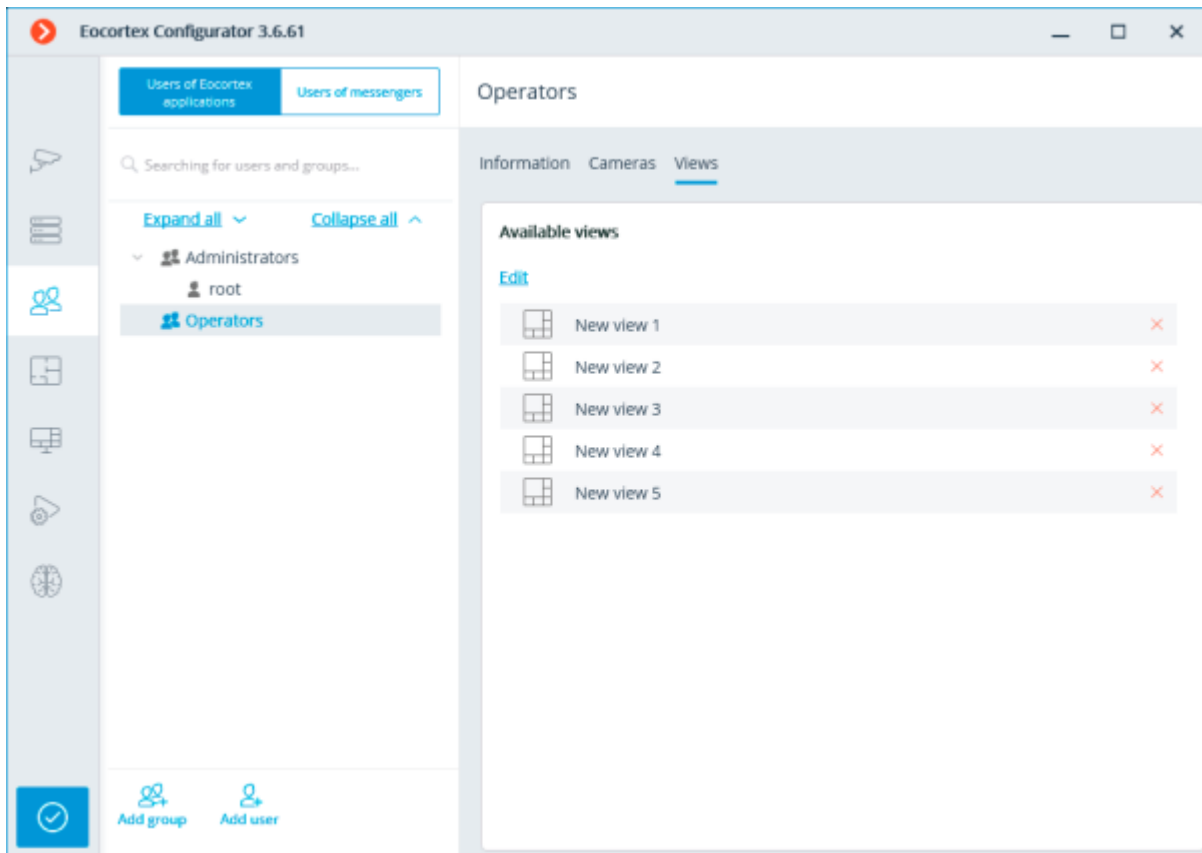 Eocortex Configurator 3.6.61
Users of Eocortex
applications
Users of messengers
Searching for users and groups...
Expand all
Collapse all
Administrators
root
Operators
Add group
Add user
Operators
Information
Cameras
Views
Available views
Edit
New view 1
New view 2
New view 3
New view 4
New view 5